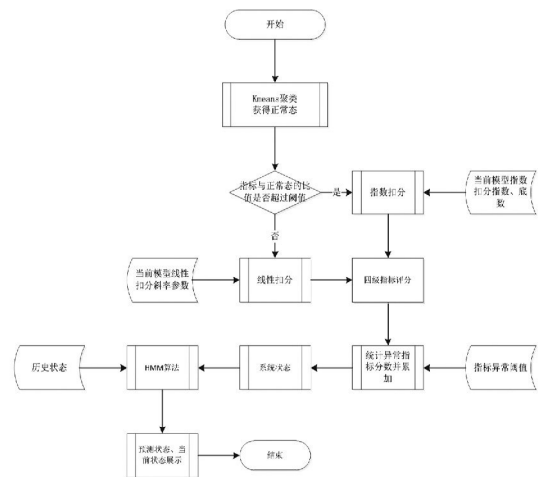 开始
Kmeans聚类
获得正常态
指标与正常态的比
值是否超过阈值
是
指数扣分
当前模型指数
扣分指数、底
数
否
当前模型线性
扣分斜率参数
线性扣分
四级指标评分
历史状态
HMM算法
系统状态
统计异常指
标分数并累
加
指标异常阈值
预测状态、当
前状态展示
结束